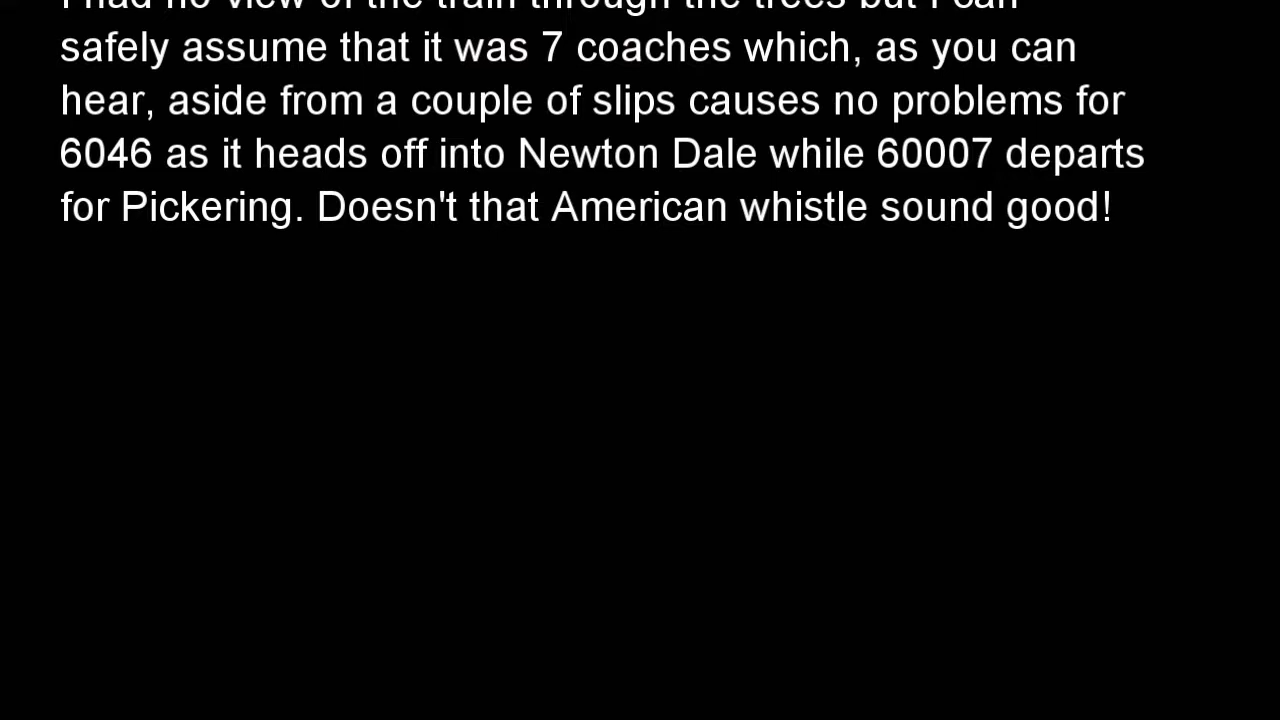 I had no view of the train through the trees but I can
safely assume that it was 7 coaches which, as you can
hear, aside from a couple of slips causes no problems for
6046 as it heads off into Newton Dale while 60007 departs
for Pickering. Doesn't that American whistle sound good!